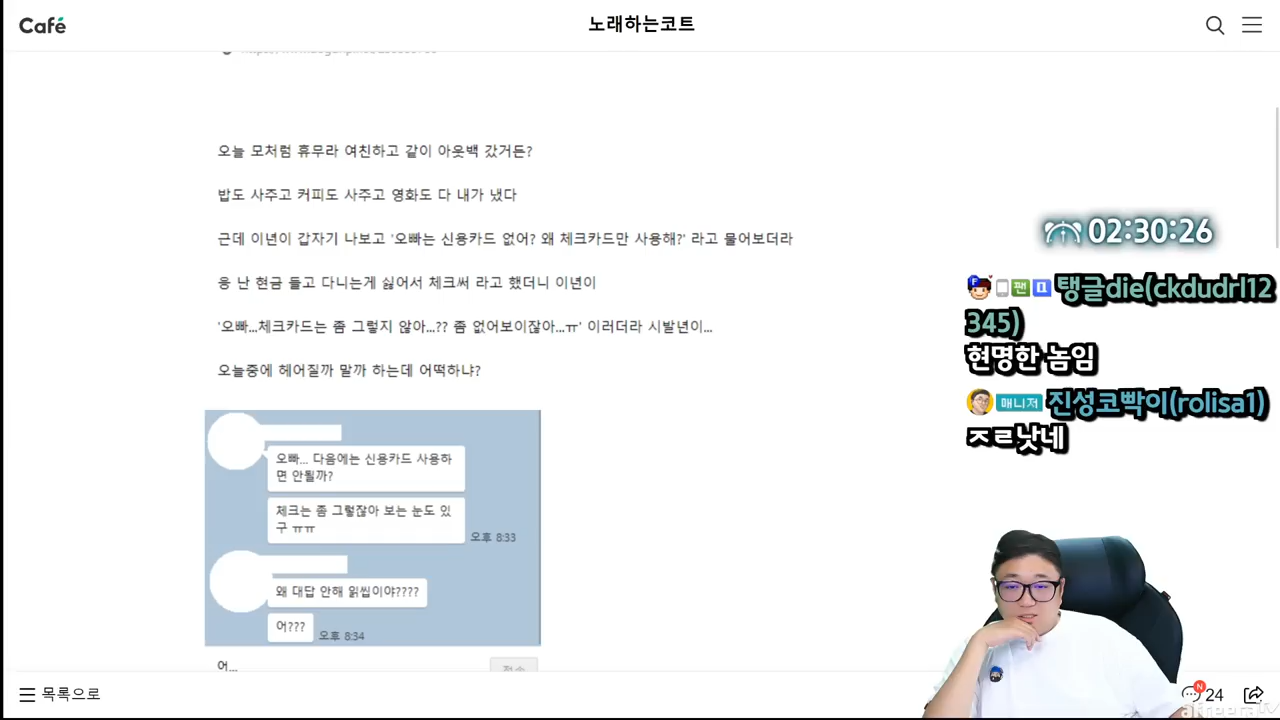 Café
노래하는코트
오늘 모처럼 휴무라 여친하고 같이 아웃백 갔거든?
밥도 사주고 커피도 사주고 영화도 다 내가 냈다
근데 이년이 갑자기 나보고 '오빠는 신용카드 없어? 왜 체크카드만 사용해?' 라고 물어보더라
응 난 현금 들고 다니는게 싫어서 체크써 라고 했더니 이년이
'오빠...체크카드는 좀 그렇지 않아...?? 좀 없어보이잖아...ㅠ' 이러더라 시발년이...
오늘중에 헤어질까 말까 하는데 어떡하냐?
오빠... 다음에는 신용카드 사용하
면 안될까?
체크는 좀 그렇잖아 보는 눈도 있
구 ㅠㅠ
오후 8:33
왜 대답 안해 읽씹이야????
어???
오후 8:34
어...
전송
02:30:26
팬 탱글die(ckdudrl12
345)
현명한 놈임
매니저 진성코빡이(rolisa1)
ㅈㄹ낫네
목록으로
N
24
afreecaTV